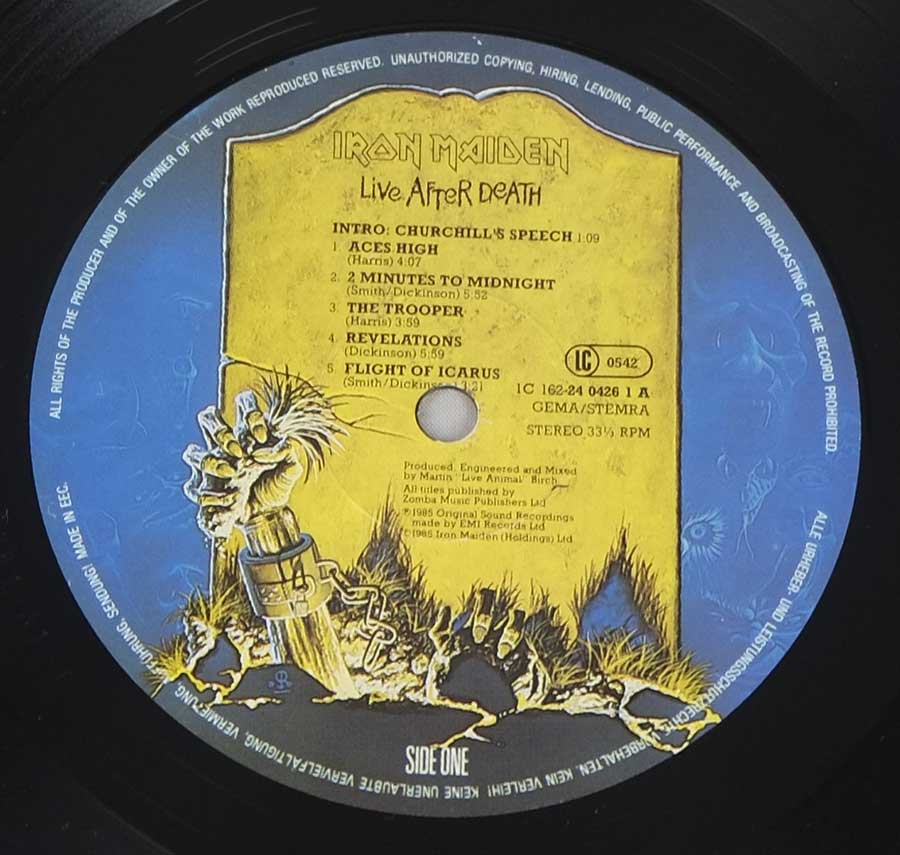 ALL RIGHTS OF THE PRODUCER AND OF THE OWNER OF THE WORK REPRODUCED RESERVED. UNAUTHORIZED COPYING, HIRING, LENDING, PUBLIC PERFORMANCE AND BROADCASTING OF THE RECORD PROHIBITED.
IRON MAIDEN
LIVE AFTER DEATH
INTRO: CHURCHILL'S SPEECH 1:09
1. ACES HIGH
(Harris) 4:07
2. 2 MINUTES TO MIDNIGHT
(Smith/Dickinson) 5:52
3. THE TROOPER
(Harris) 3:59
4. REVELATIONS
(Dickinson) 5:59
5. FLIGHT OF ICARUS
(Smith/Dickins 3:21
LC 0542
1C 162-24 0426 1 A
GEMA/STEMRA
STEREO 33⅓ RPM
Produced, Engineered and Mixed
by Martin "Live Animal" Birch
All titles published by
Zomba Music Publishers Ltd
℗ 1985 Original Sound Recordings
made by EMI Records Ltd
© 1985 Iron Maiden (Holdings) Ltd
SIDE ONE
ALLE URHEBER- UND LEISTUNGSSCHUTZRECHTE VORBEHALTEN. KEIN VERLEIH! KEINE UNERLAUBTE VERVIELFÄLTIGUNG, VERMIETUNG, FÜHRUNG, SENDUNG! MADE IN EEC.